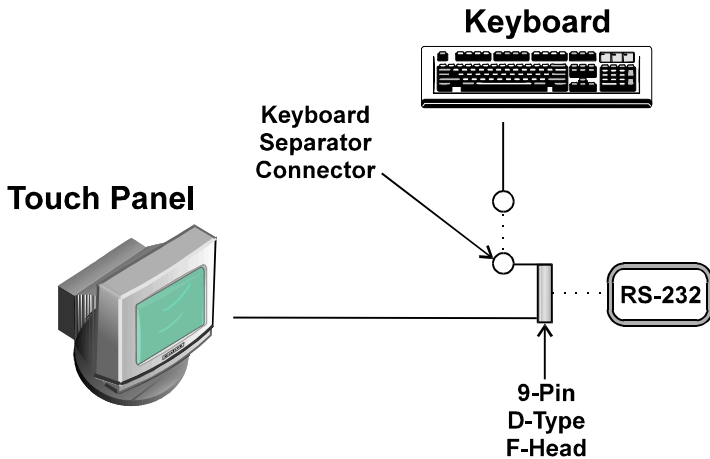 Keyboard
Keyboard
Separator
Connector
Touch Panel
RS-232
9-Pin
D-Type
F-Head